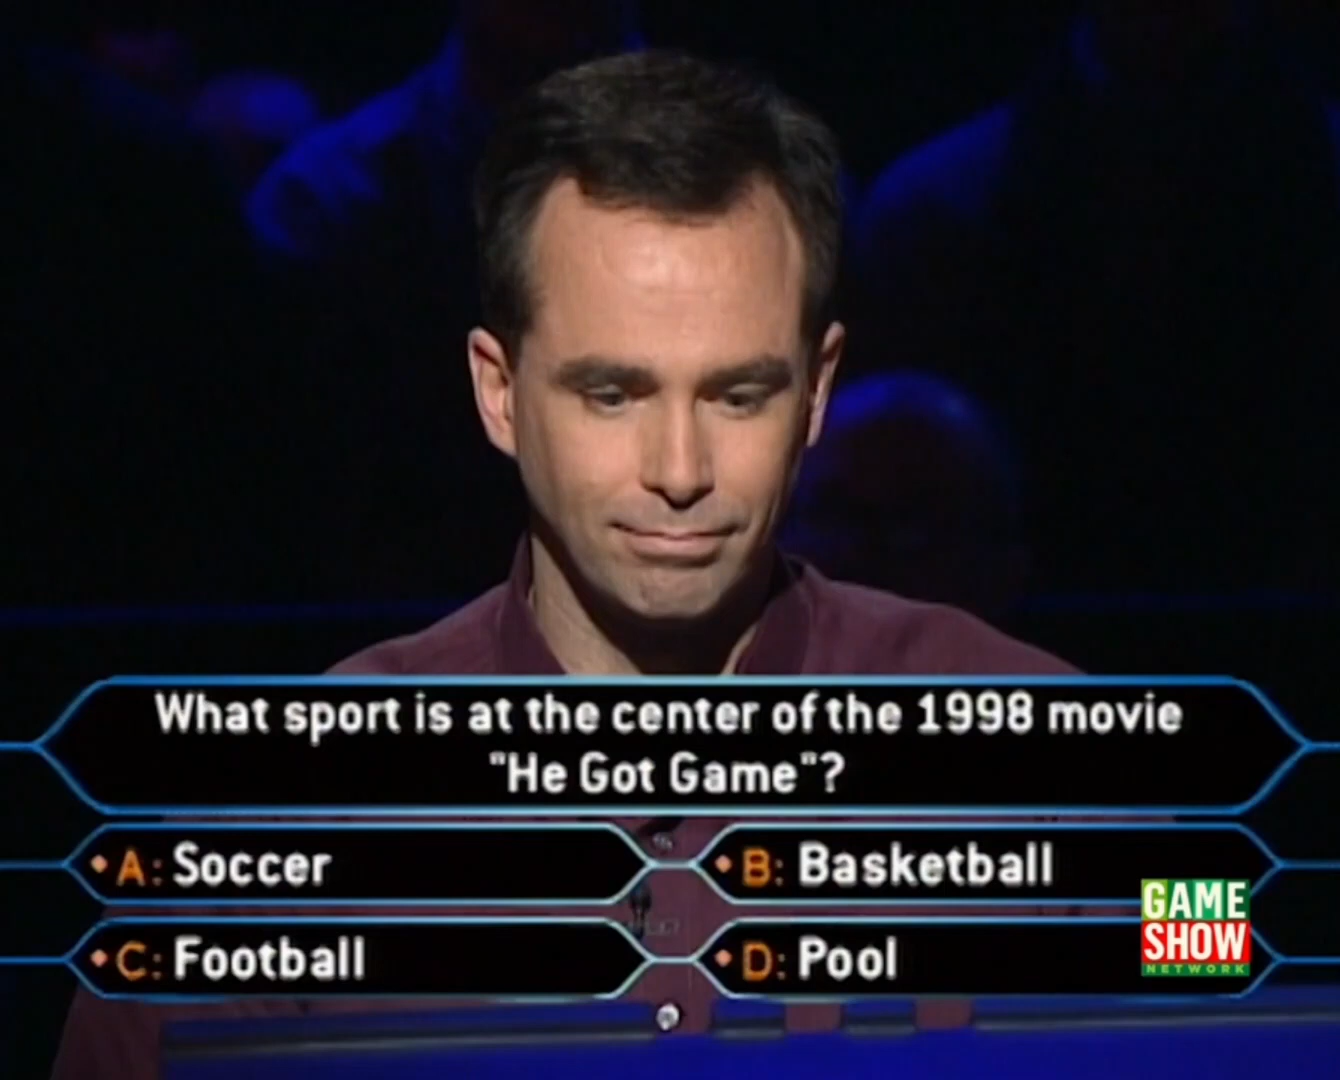 What sport is at the center of the 1998 movie
"He Got Game"?
A: Soccer
B: Basketball
C: Football
D: Pool
GAME
SHOW
NETWORK